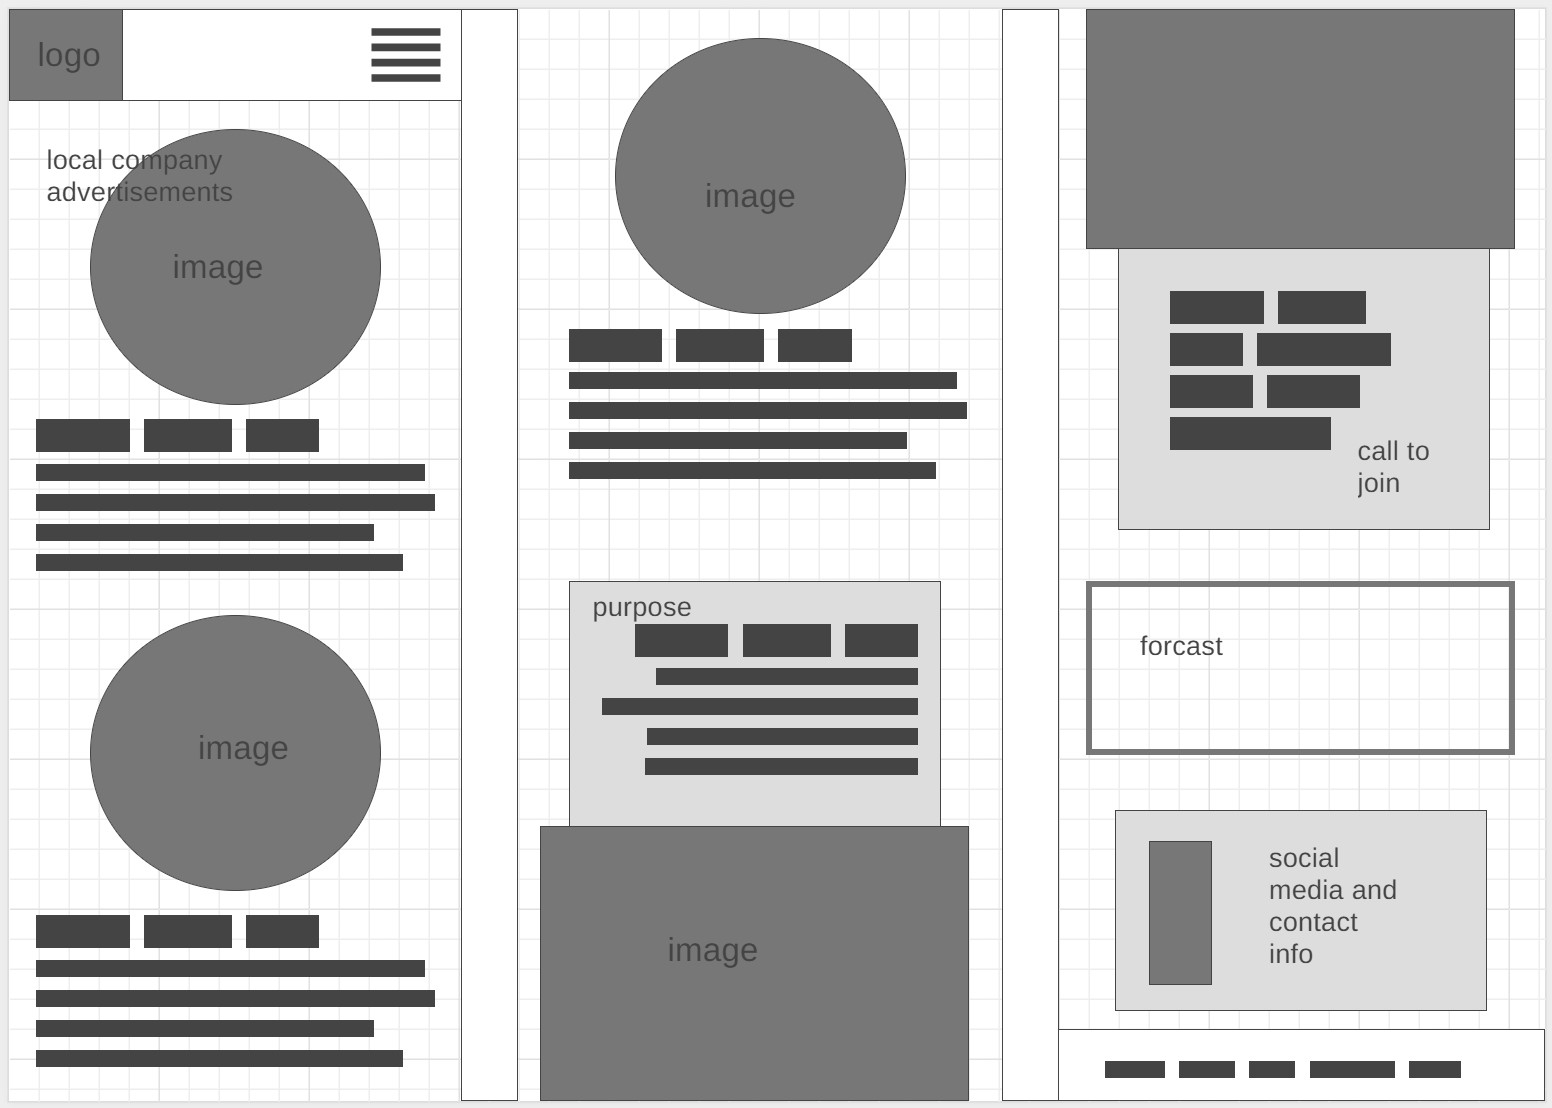 logo
local company
advertisements
image
image
image
purpose
image
call to
join
forcast
social
media and
contact
info